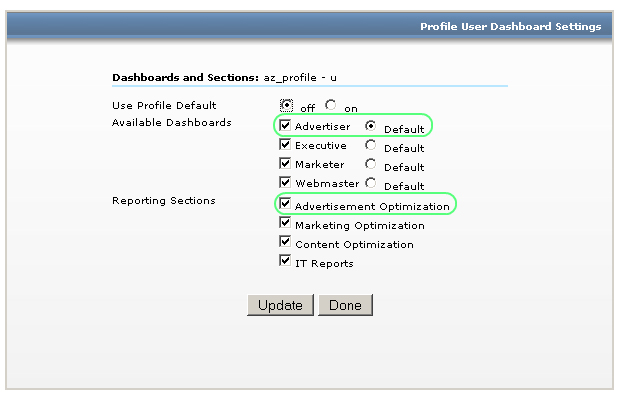 Profile User Dashboard Settings
Dashboards and Sections: az_profile - u
Use Profile Default off on
Available Dashboards Advertiser Default
Executive Default
Marketer Default
Webmaster Default
Reporting Sections Advertisement Optimization
Marketing Optimization
Content Optimization
IT Reports
Update Done